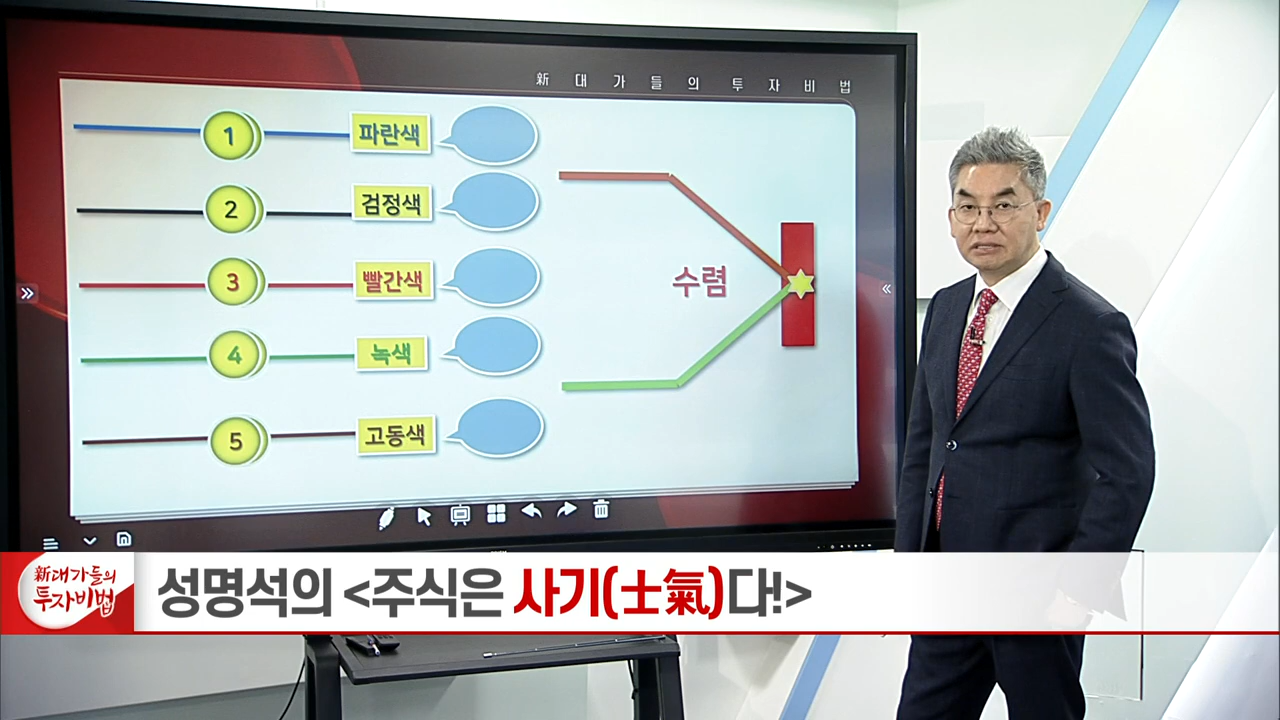 新대가들의 투자비법
1 파란색
2 검정색
3 빨간색
4 녹색
5 고동색
수렴
新대가들의
투자비법
성명석의 <주식은 사기(士氣)다!>